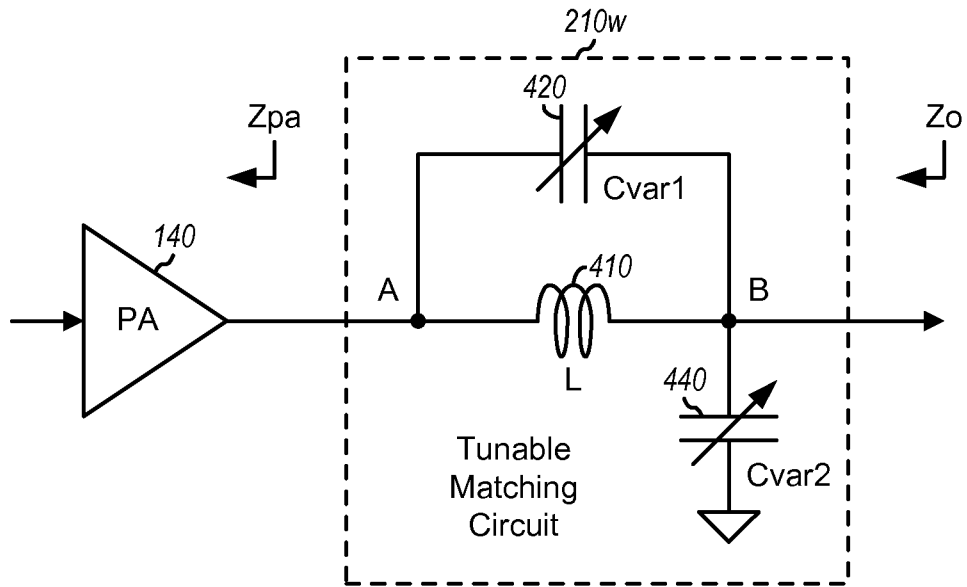 210w
420
Zpa
Zo
Cvar1
140
410
A
B
PA
L
440
Tunable
Matching
Circuit
Cvar2